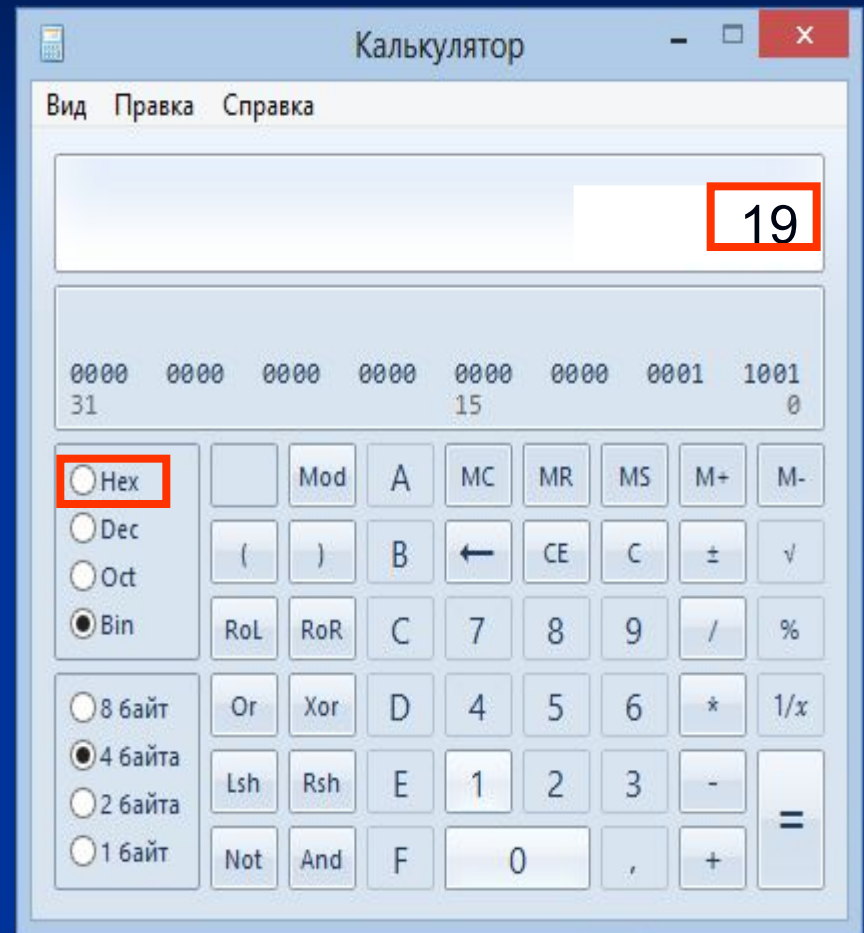 Калькулятор
Вид Правка Справка
19
0000 0000 0000 0000 0000 0000 0001 1001
31 15 0
Hex Mod A MC MR MS M+ M-
Dec
Oct ( ) B ← CE C ± √
Bin RoL RoR C 7 8 9 / %
8 байт Or Xor D 4 5 6 * 1/x
4 байта
2 байта Lsh Rsh E 1 2 3 - =
1 байт Not And F 0 , +